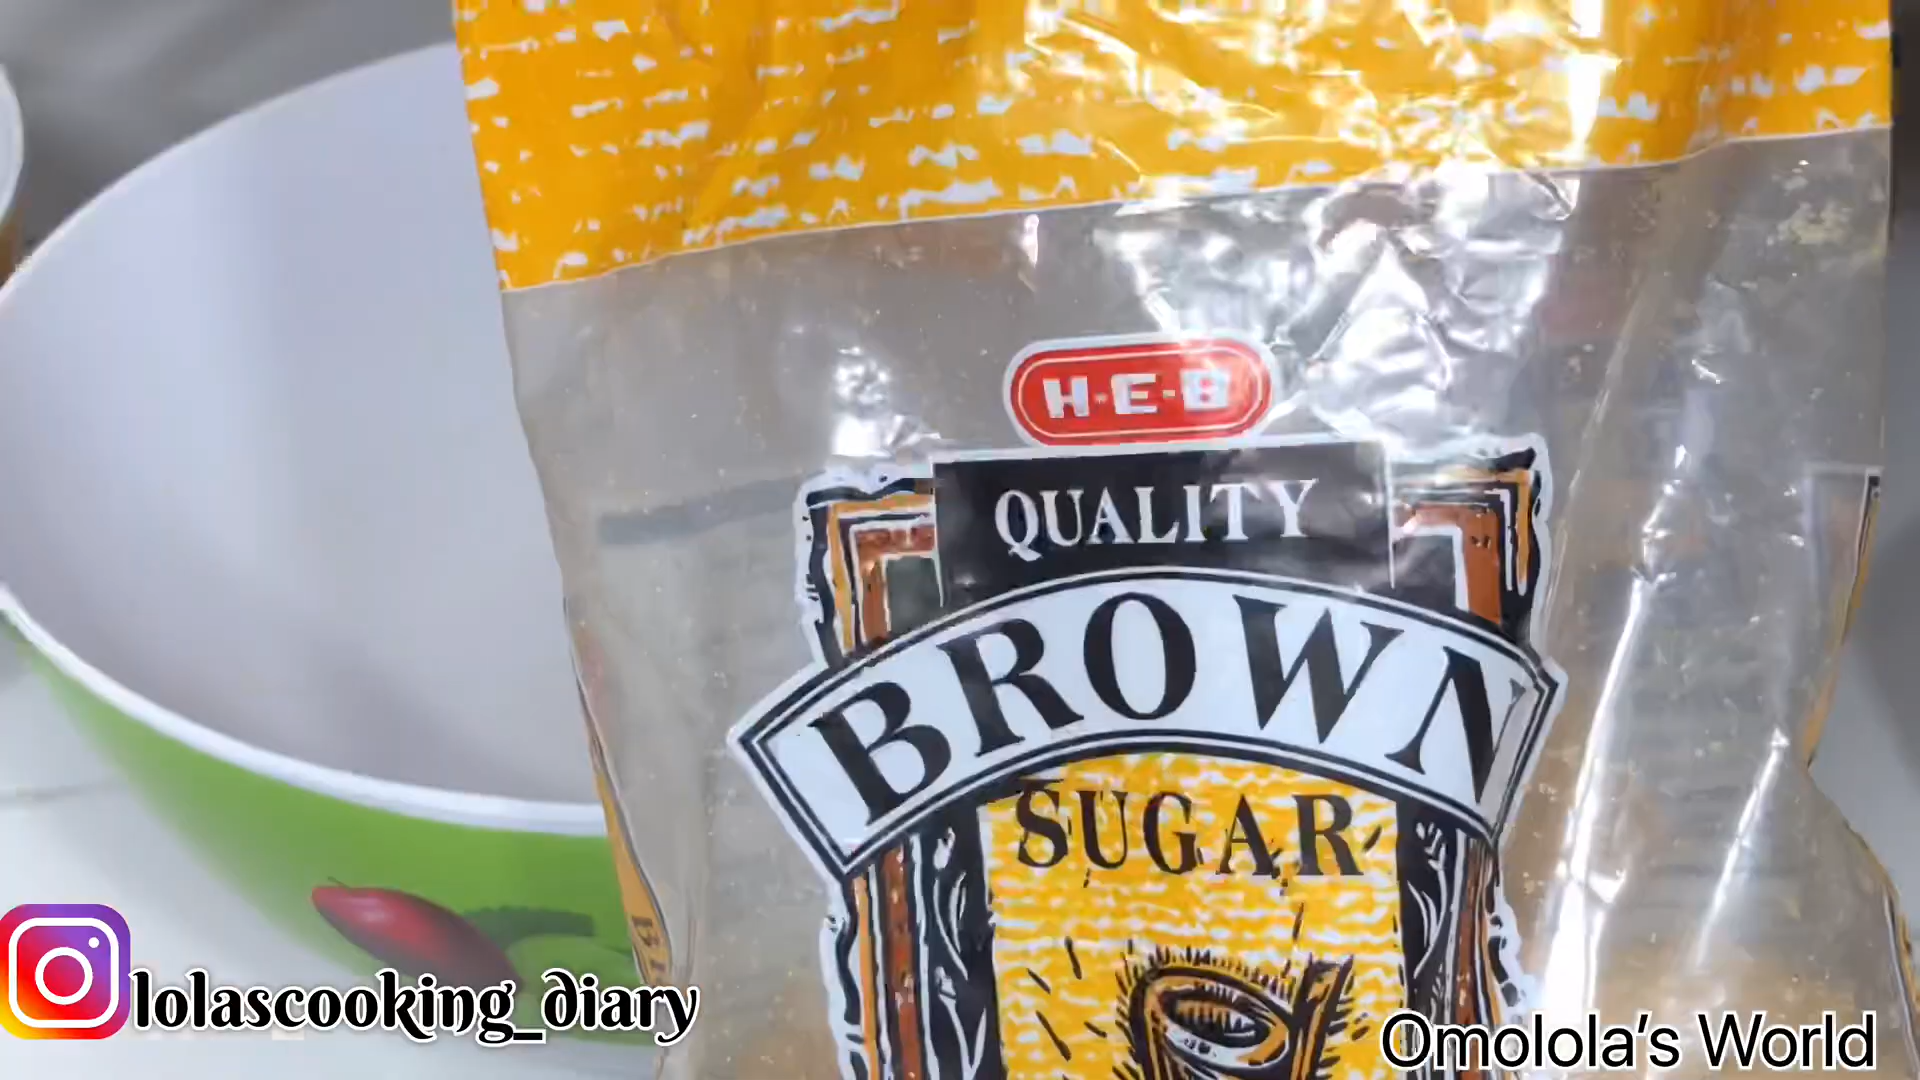 H-E-B
QUALITY
BROWN
SUGAR
lolascooking_diary
Omolola's World